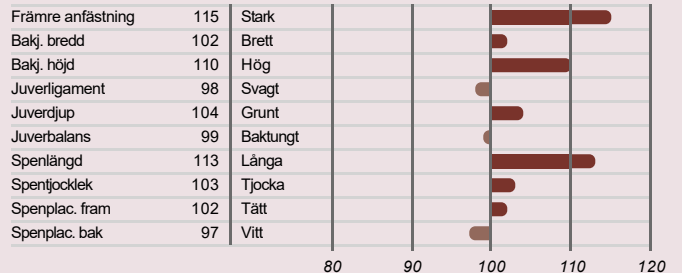 Främre anfästning 115 Stark
Bakj. bredd 102 Brett
Bakj. höjd 110 Hög
Juverligament 98 Svagt
Juverdjup 104 Grunt
Juverbalans 99 Baktungt
Spenlängd 113 Långa
Spentjocklek 103 Tjocka
Spenplac. fram 102 Tätt
Spenplac. bak 97 Vitt
80 90 100 110 120